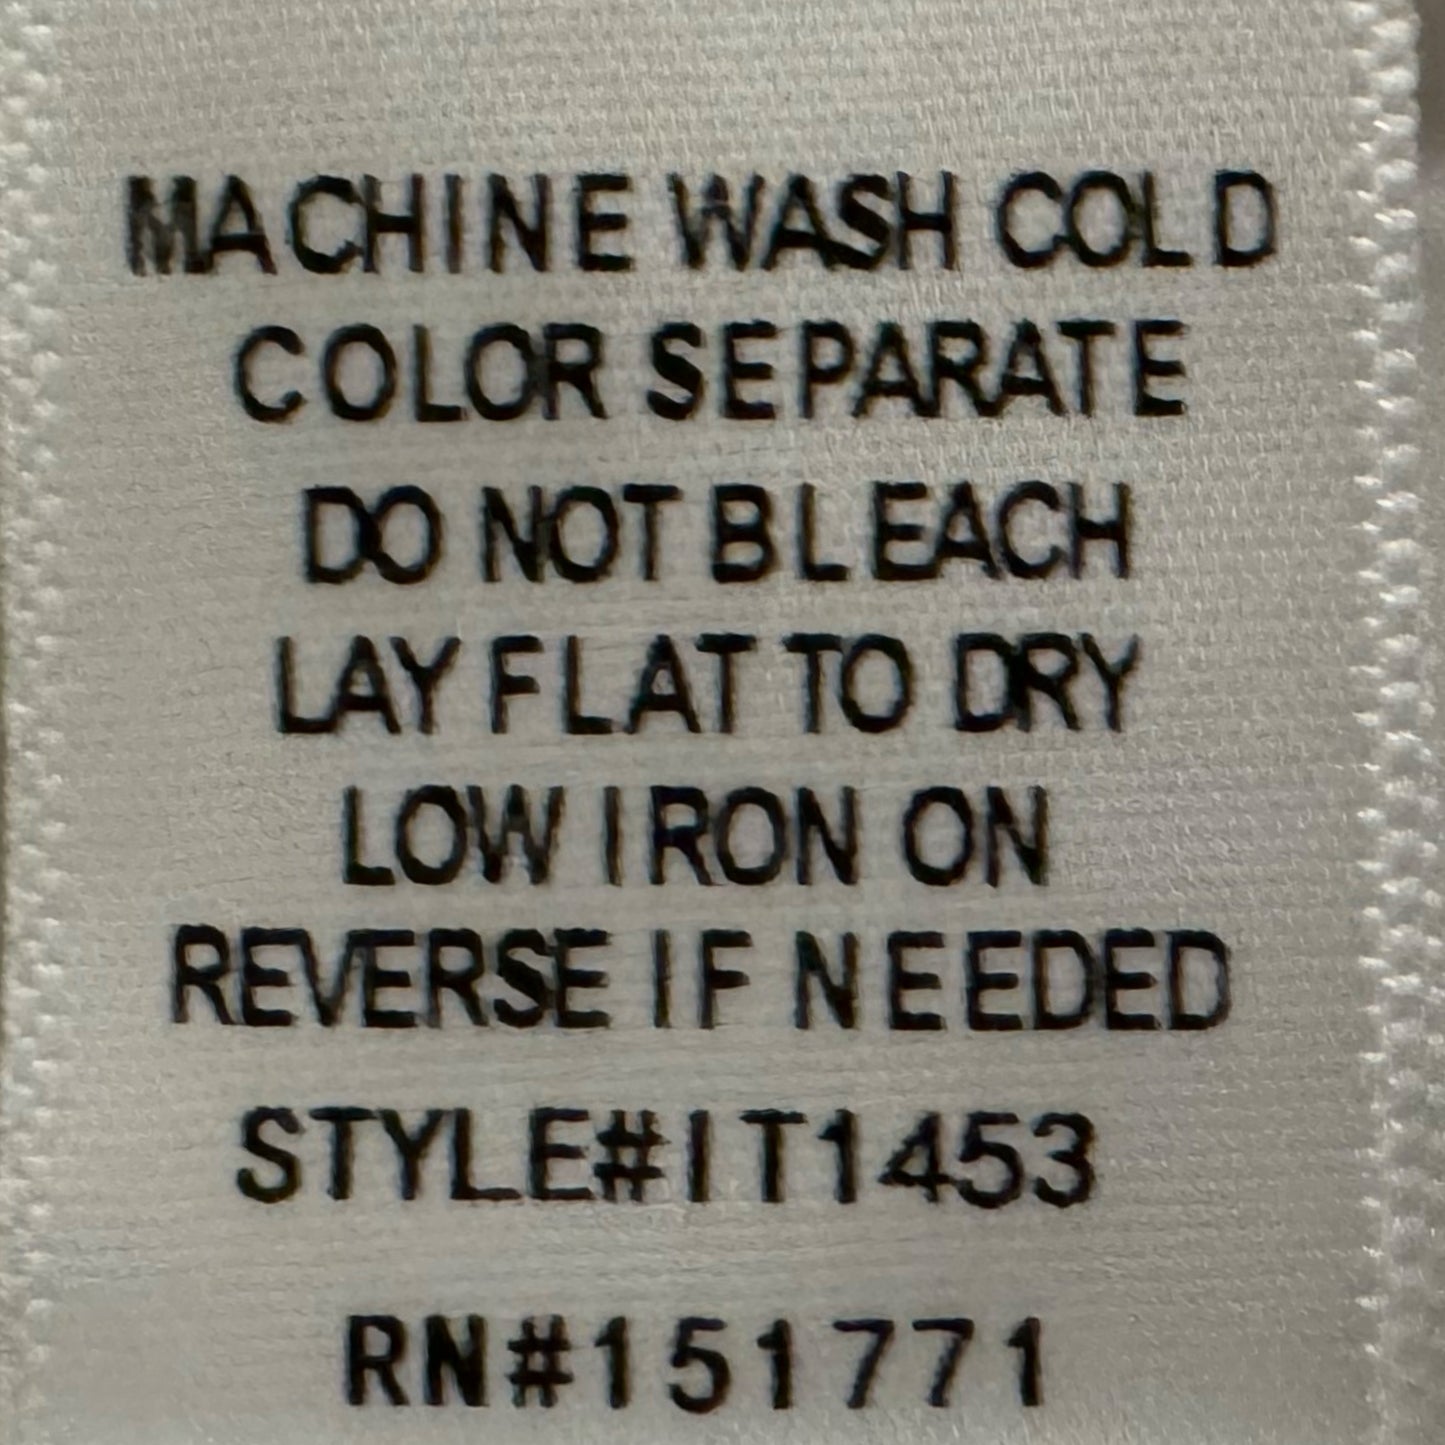 MACHINE WASH COLD
COLOR SEPARATE
DO NOT BLEACH
LAY FLAT TO DRY
LOW IRON ON
REVERSE IF NEEDED
STYLE#IT1453
RN#151771